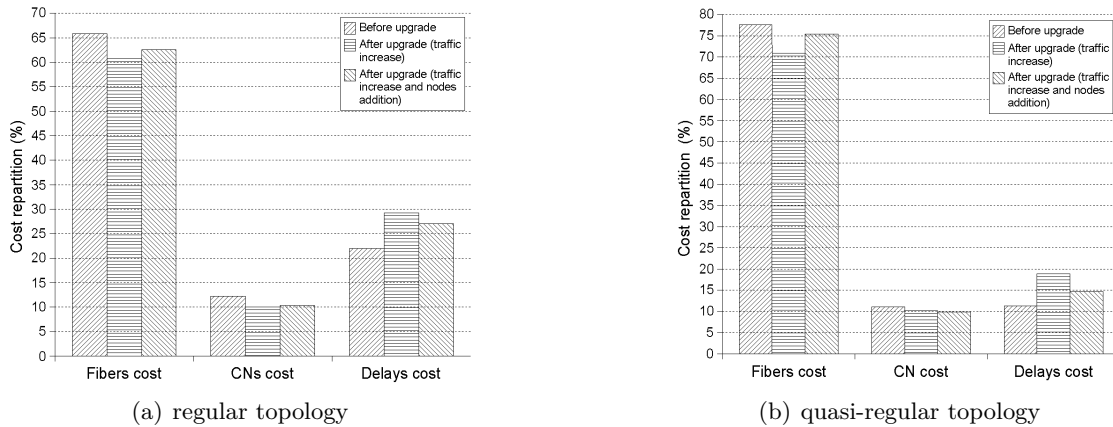 70
65
60
55
50
45
40
35
30
25
20
15
10
5
0
Cost repartition (%)
Before upgrade
After upgrade (traffic
increase)
After upgrade (traffic
increase and nodes
addition)
Fibers cost
CNs cost
Delays cost
(a) regular topology
80
75
70
65
60
55
50
45
40
35
30
25
20
15
10
5
0
Cost repartition (%)
Before upgrade
After upgrade (traffic
increase)
After upgrade (traffic
increase and nodes
addition)
Fibers cost
CN cost
Delays cost
(b) quasi-regular topology